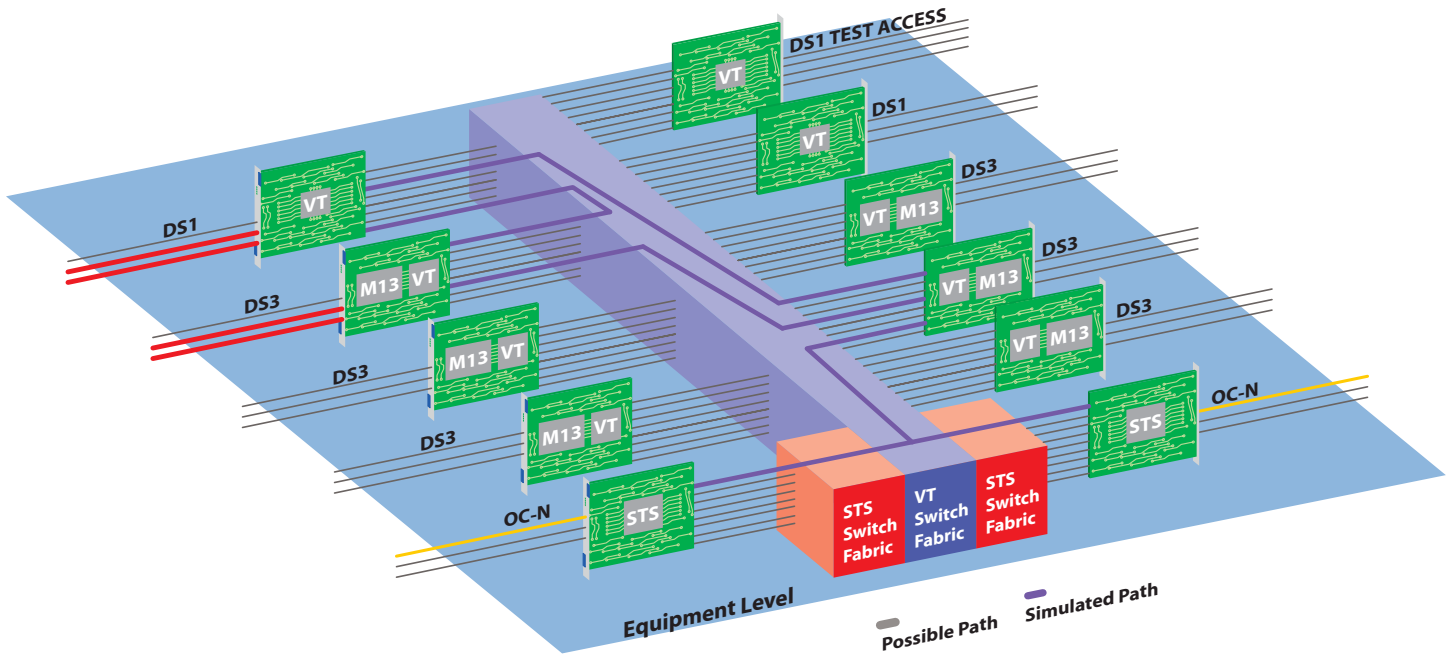 DS1 TEST ACCESS
VT
DS1
VT
DS3
VT M13
DS3
VT M13
DS3
VT M13
OC-N
STS
DS1
VT
DS3
M13 VT
DS3
M13 VT
DS3
M13 VT
OC-N
STS
STS
Switch
Fabric
VT
Switch
Fabric
STS
Switch
Fabric
Equipment Level
Possible Path
Simulated Path